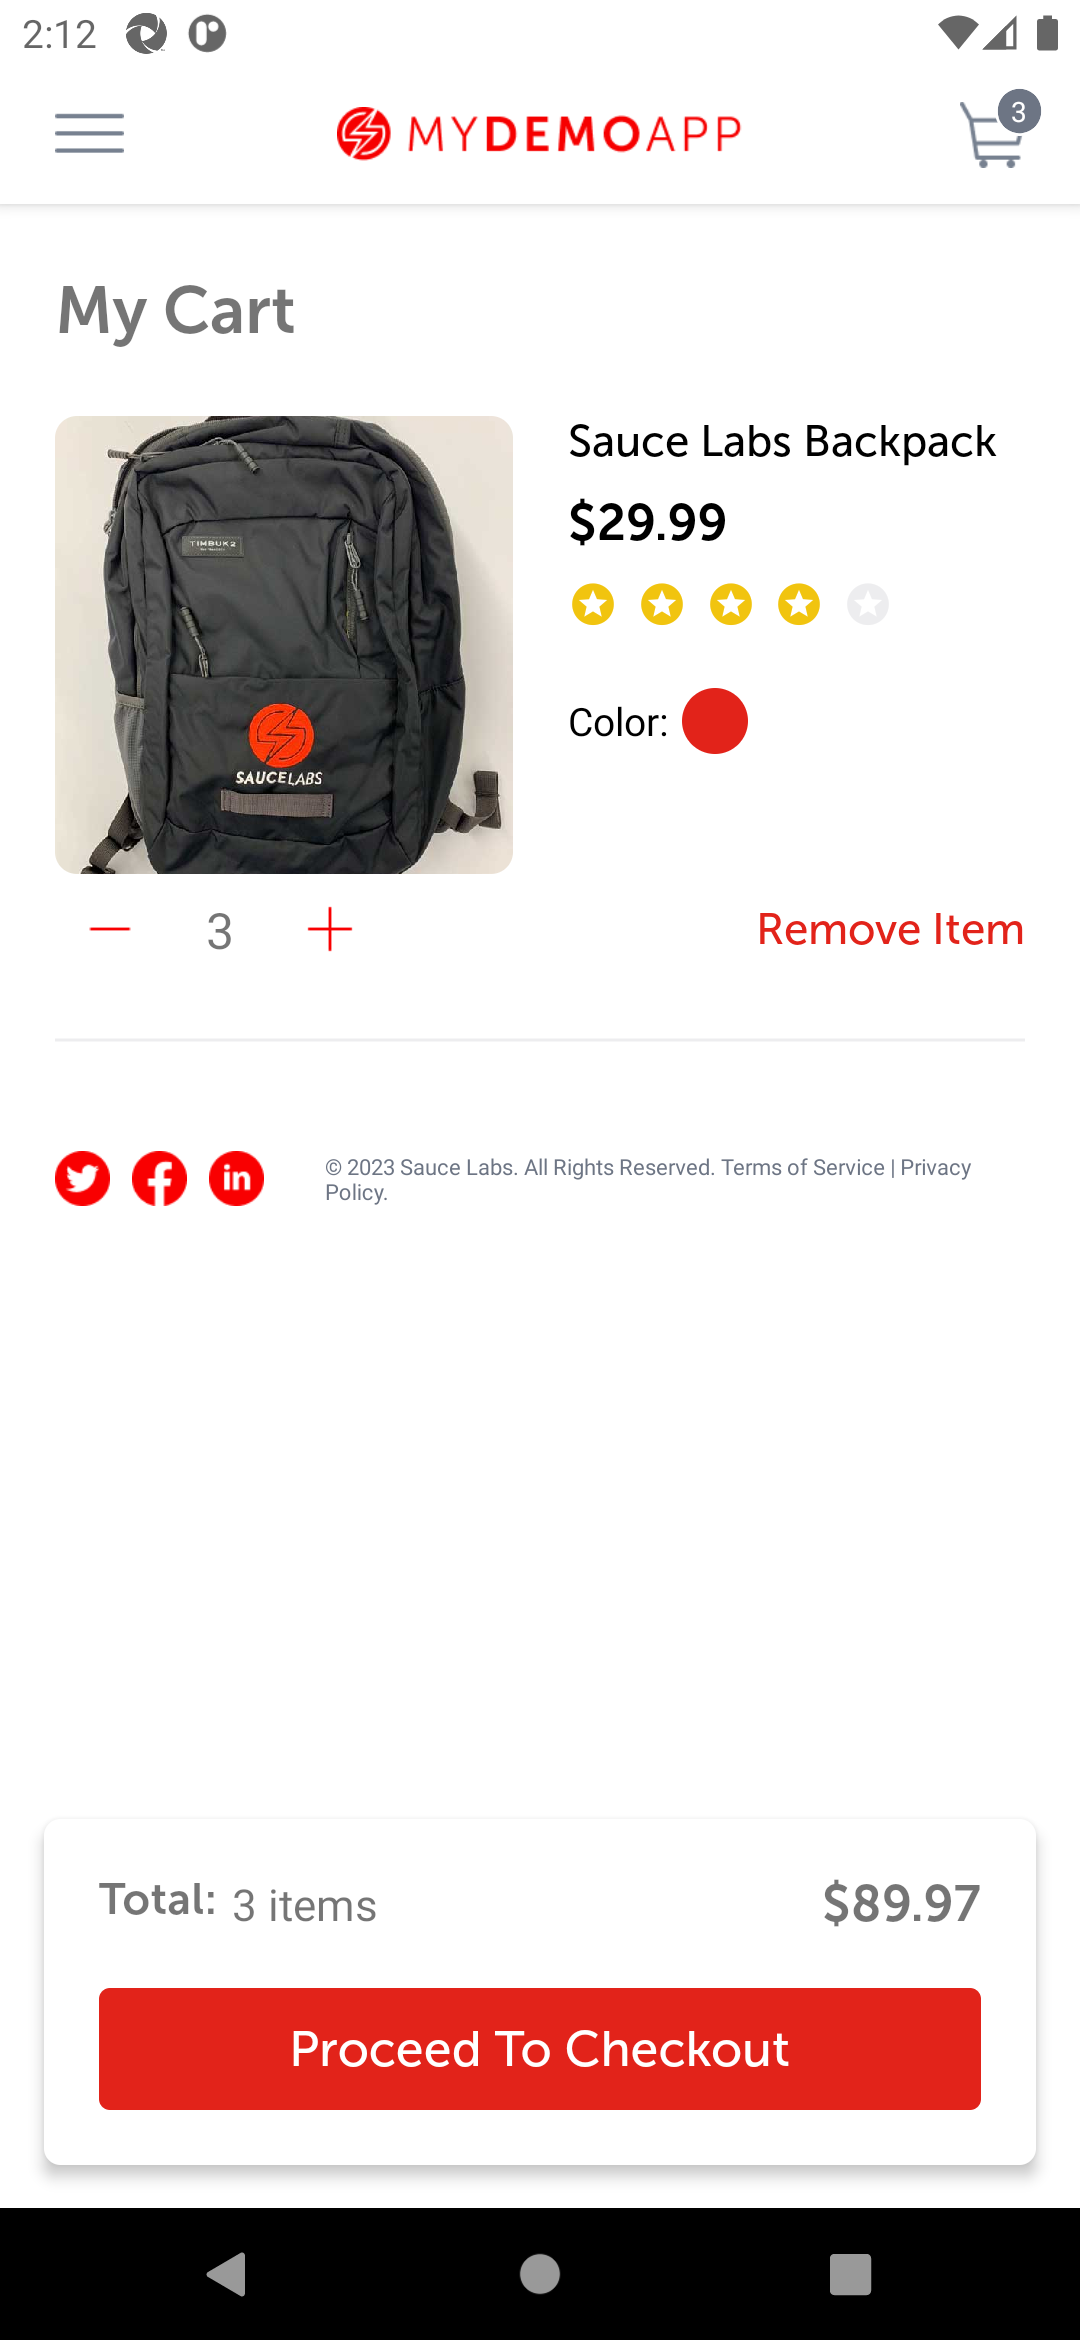 2:12
MYDEMOAPP
3
My Cart
TIMBUK2
SAUCELABS
Sauce Labs Backpack
$29.99
Color:
3
Remove Item
© 2023 Sauce Labs. All Rights Reserved. Terms of Service | Privacy
Policy.
Total: 3 items
$89.97
Proceed To Checkout